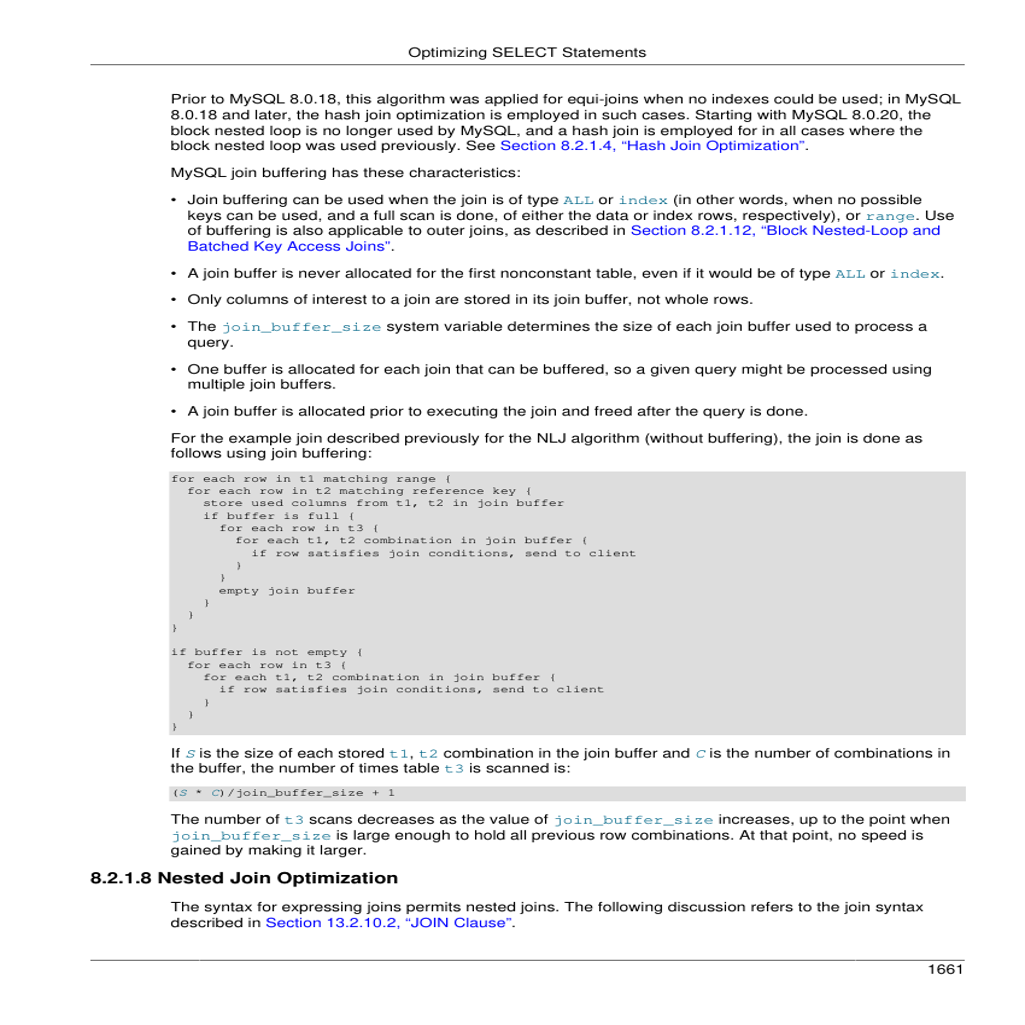 Optimizing SELECT Statements
Prior to MySQL 8.0.18, this algorithm was applied for equi-joins when no indexes could be used; in MySQL
8.0.18 and later, the hash join optimization is employed in such cases. Starting with MySQL 8.0.20, the
block nested loop is no longer used by MySQL, and a hash join is employed for in all cases where the
block nested loop was used previously. See Section 8.2.1.4, “Hash Join Optimization”.
MySQL join buffering has these characteristics:
• Join buffering can be used when the join is of type ALL or index (in other words, when no possible
keys can be used, and a full scan is done, of either the data or index rows, respectively), or range. Use
of buffering is also applicable to outer joins, as described in Section 8.2.1.12, “Block Nested-Loop and
Batched Key Access Joins”.
• A join buffer is never allocated for the first nonconstant table, even if it would be of type ALL or index.
• Only columns of interest to a join are stored in its join buffer, not whole rows.
• The join_buffer_size system variable determines the size of each join buffer used to process a
query.
• One buffer is allocated for each join that can be buffered, so a given query might be processed using
multiple join buffers.
• A join buffer is allocated prior to executing the join and freed after the query is done.
For the example join described previously for the NLJ algorithm (without buffering), the join is done as
follows using join buffering:
for each row in t1 matching range {
  for each row in t2 matching reference key {
    store used columns from t1, t2 in join buffer
    if buffer is full {
      for each row in t3 {
        for each t1, t2 combination in join buffer {
          if row satisfies join conditions, send to client
        }
      }
      empty join buffer
    }
  }
}
if buffer is not empty {
  for each row in t3 {
    for each t1, t2 combination in join buffer {
      if row satisfies join conditions, send to client
    }
  }
}
If S is the size of each stored t1, t2 combination in the join buffer and C is the number of combinations in
the buffer, the number of times table t3 is scanned is:
(S * C)/join_buffer_size + 1
The number of t3 scans decreases as the value of join_buffer_size increases, up to the point when
join_buffer_size is large enough to hold all previous row combinations. At that point, no speed is
gained by making it larger.
8.2.1.8 Nested Join Optimization
The syntax for expressing joins permits nested joins. The following discussion refers to the join syntax
described in Section 13.2.10.2, “JOIN Clause”.
1661